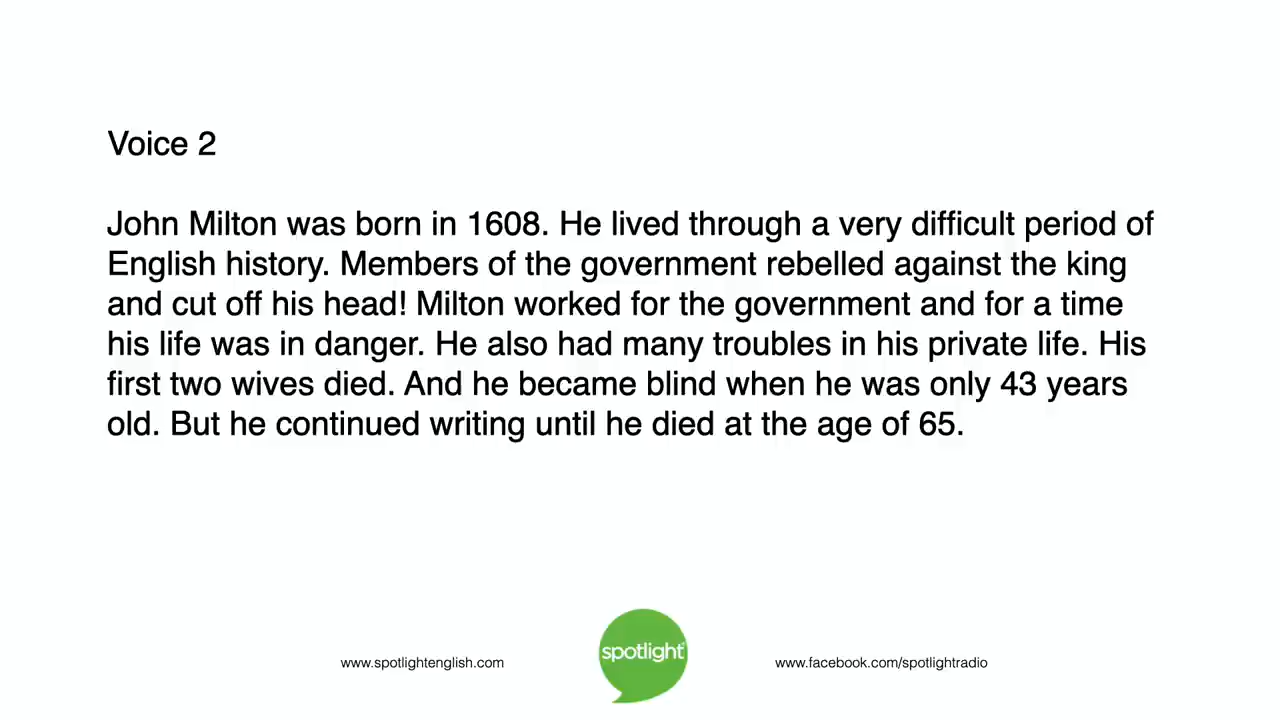 Voice 2
John Milton was born in 1608. He lived through a very difficult period of
English history. Members of the government rebelled against the king
and cut off his head! Milton worked for the government and for a time
his life was in danger. He also had many troubles in his private life. His
first two wives died. And he became blind when he was only 43 years
old. But he continued writing until he died at the age of 65.
spotlight
www.spotlightenglish.com
www.facebook.com/spotlightradio